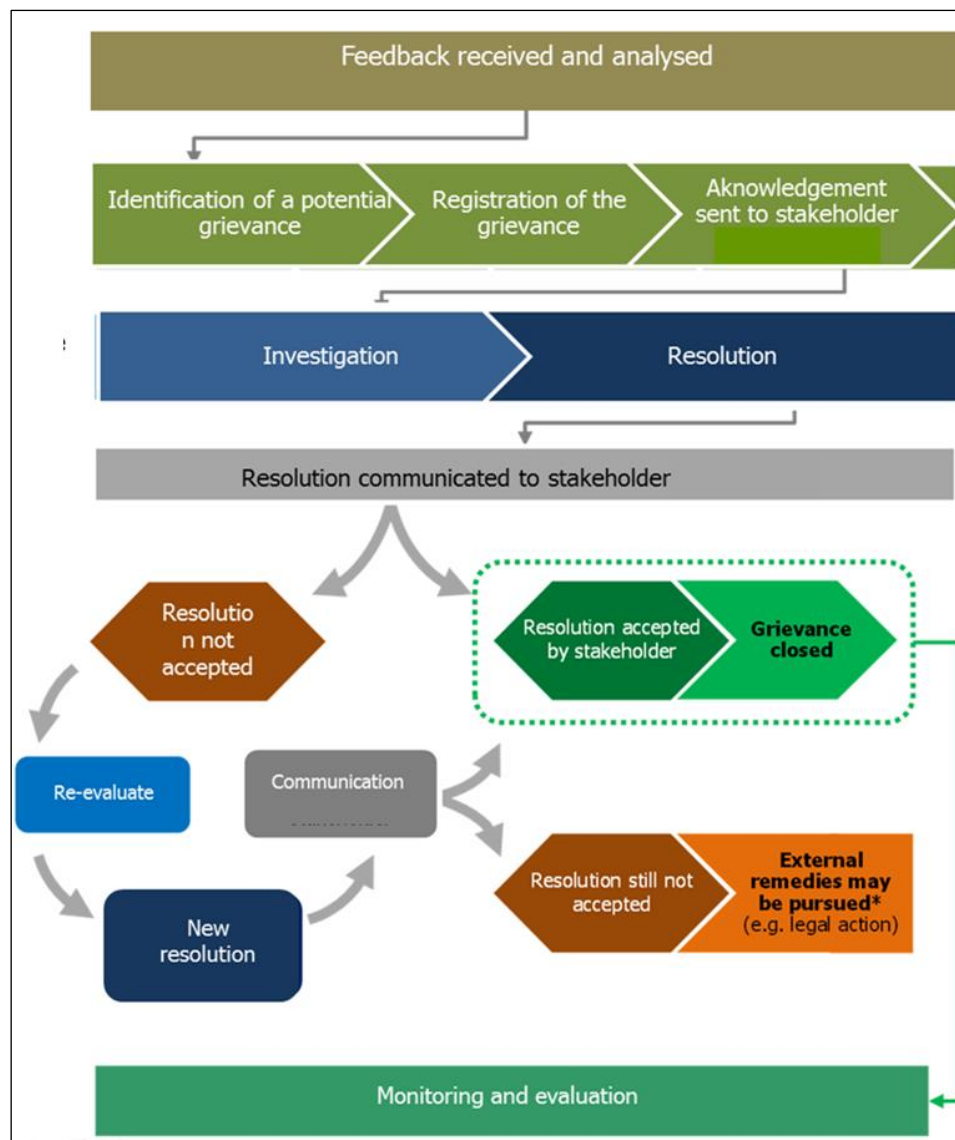 Feedback received and analysed
Identification of a potential
grievance
Registration of the
grievance
Aknowledgement
sent to stakeholder
Investigation
Resolution
Resolution communicated to stakeholder
Resolutio
n not
accepted
Resolution accepted
by stakeholder
Grievance
closed
Re-evaluate
Communication
New
resolution
Resolution still not
accepted
External
remedies may
be pursued*
(e.g. legal action)
Monitoring and evaluation